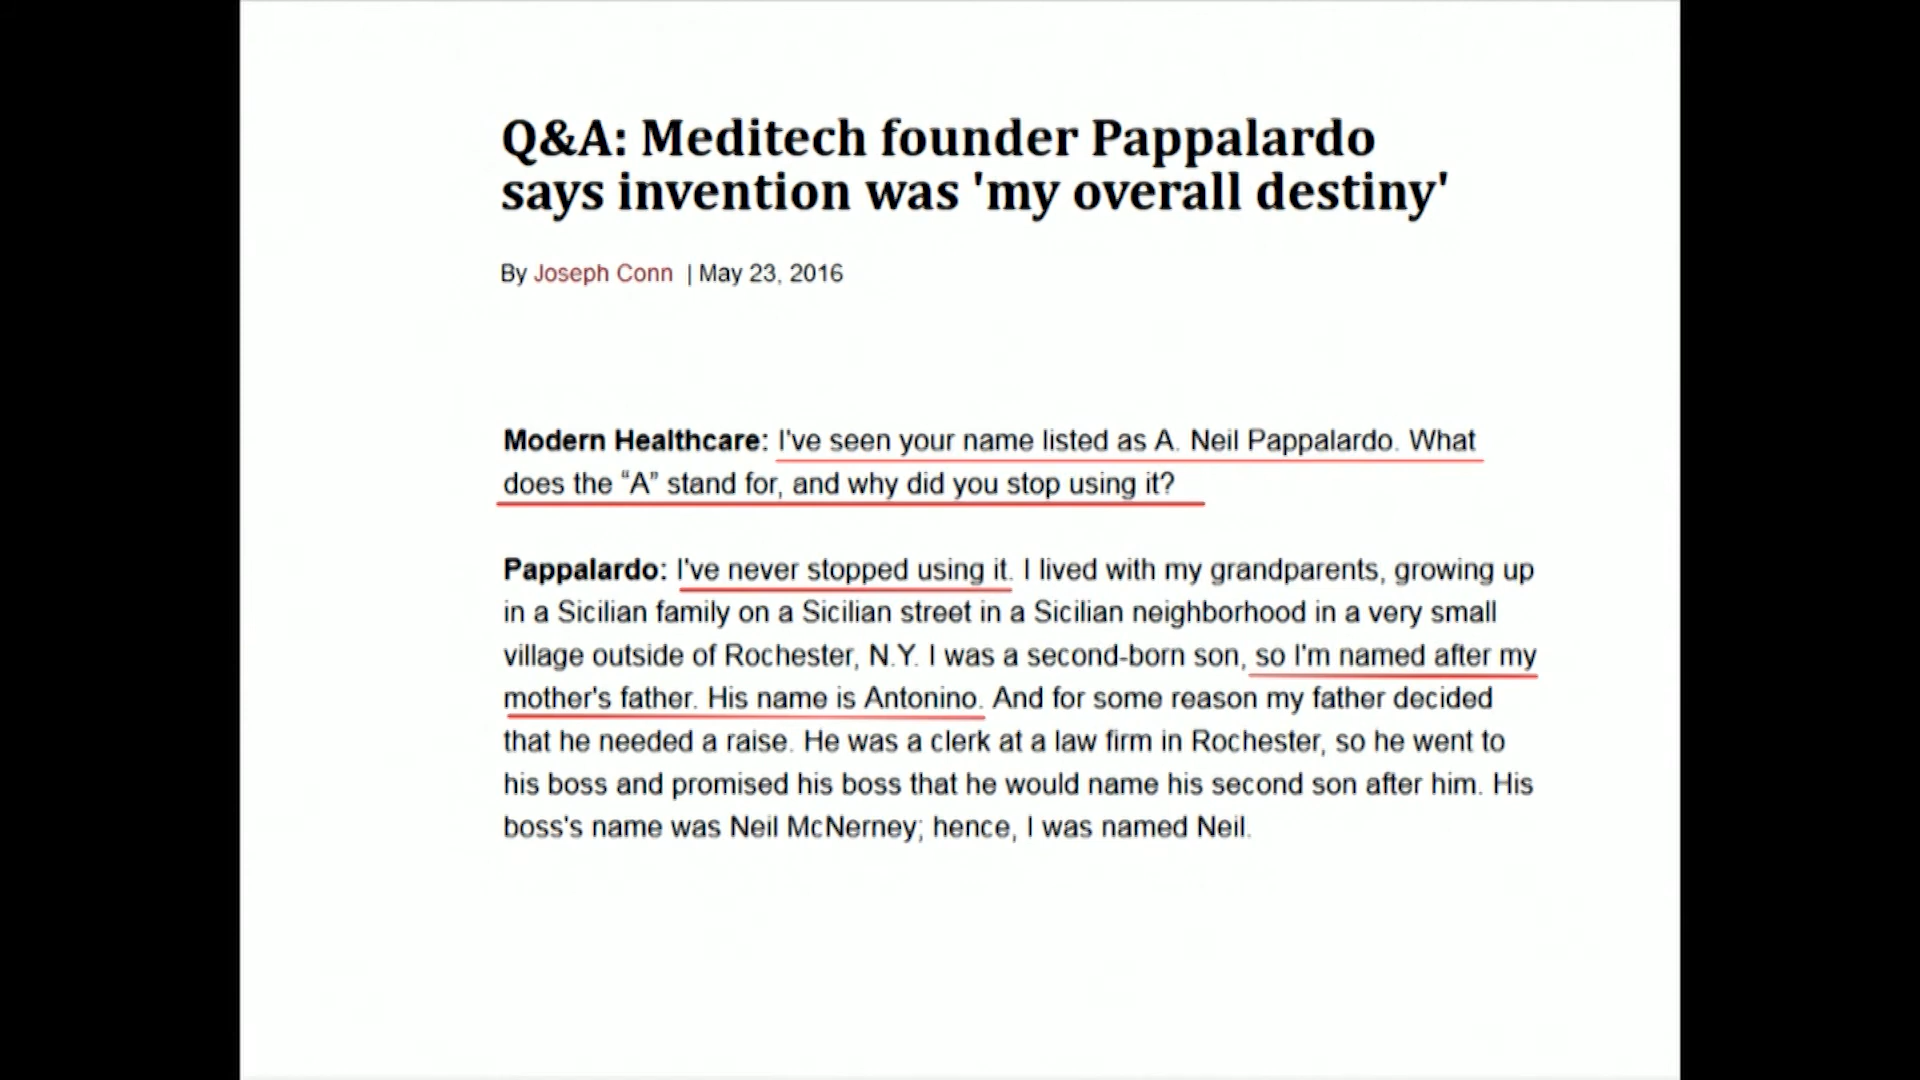 Q&A: Meditech founder Pappalardo
says invention was 'my overall destiny'
By Joseph Conn | May 23, 2016
Modern Healthcare: I've seen your name listed as A. Neil Pappalardo. What
does the “A” stand for, and why did you stop using it?
Pappalardo: I've never stopped using it. I lived with my grandparents, growing up
in a Sicilian family on a Sicilian street in a Sicilian neighborhood in a very small
village outside of Rochester, N.Y. I was a second-born son, so I'm named after my
mother's father. His name is Antonino. And for some reason my father decided
that he needed a raise. He was a clerk at a law firm in Rochester, so he went to
his boss and promised his boss that he would name his second son after him. His
boss's name was Neil McNerney; hence, I was named Neil.